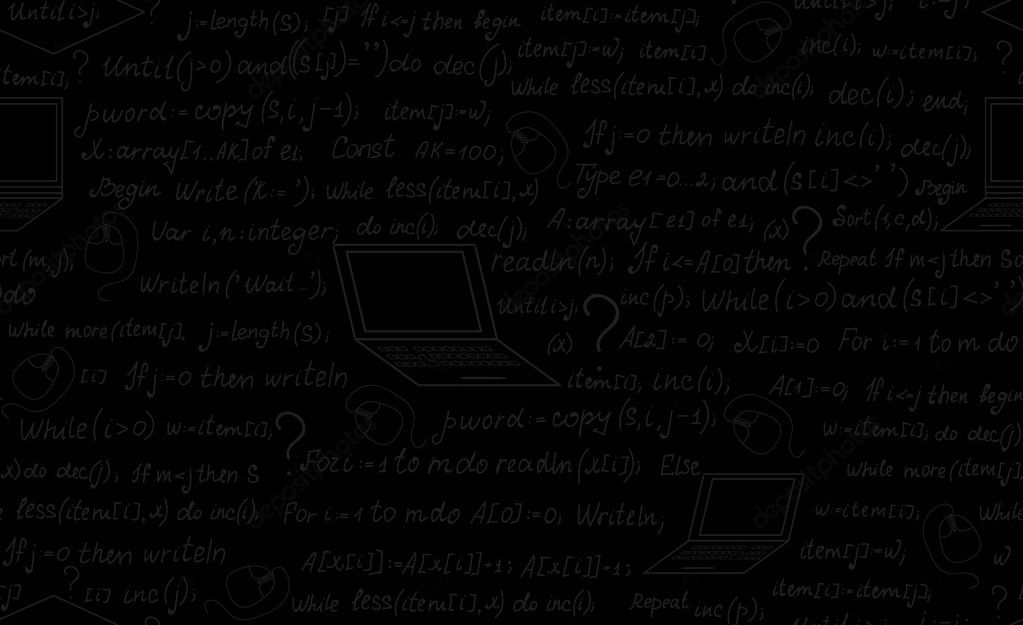 Until i>j;
?
j:=length(S);
[j]
If i<=j then begin
item[i]:=item[j];
Until i>j;
inc(i);
w:=item[i];
?
item[i];
?
Until(j>0)and((s[j)=’’)do dec(j);
item[j]:=w;
item[i];
while less(item[i],x) do inc(i);
dec(i);
end;
pword:=copy(s,i,j-1);
item[j]:=w;
If j:=0 then writeln inc(i);
dec(j);
X:array[1..AK]of e1;
Const AK=100;
Begin
Write('X:= ');
While less(item[i],x)
Type e1=0...2;
and(s[i]<>’’)
Begin
Var i,n:integer;
do inc(i);
dec(j);
A:array[e1] of e1;
(x)
?
Sort(1,c,d);
rt(m,j);
readln(n);
If i<=A[0]then
Repeat If m<j then So
do
Writeln('Wait...');
Until i>j;
?
inc(p);
While(i>0)and(s[i]<>’’)
while more(item[j],
j:=length(S);
(x)
A[2]:=0;
X[i]:=0
For i:=1 to m do
[i]
If j:=0 then writeln
item[i];
inc(i);
A[1]:=0;
If i<=j then begin
While(i>0)
w:=item[i];
?
pword:=copy(s,i,j-1);
w:=item[i];
do dec(j)
x)do dec(j);
If m<j then S
For i:=1 to m do readln(x[i]);
Else
while more(item[j],
less(item[i],x) do inc(i);
For i:=1 to m do A[0]:=0;
Writeln;
w:=item[i];
While
If j:=0 then writeln
A[x[i]]:=A[x[i]]+1;
A[x[i]]+1;
item[j]:=w;
w
?
[i]
inc(j);
While less(item[i],x) do inc(i);
Repeat
inc(p);
item[i]:=item[j];
?